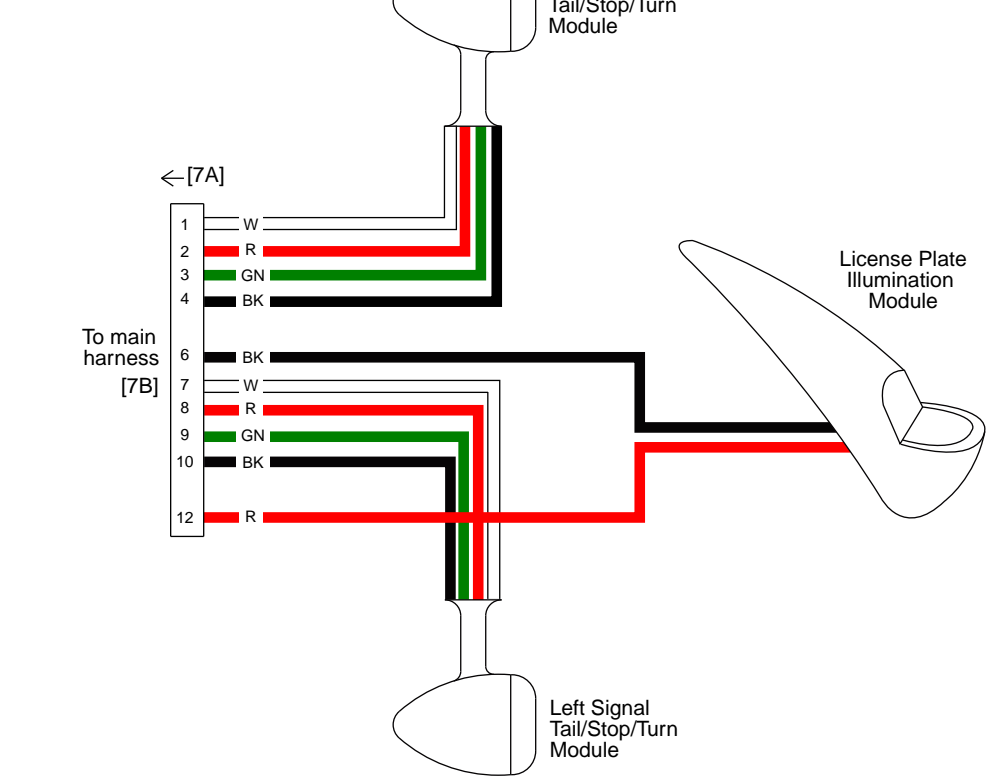 Tail/Stop/Turn
Module
[7A]
1 W
2 R
3 GN
4 BK
License Plate
Illumination
Module
To main
harness
[7B]
6 BK
7 W
8 R
9 GN
10 BK
12 R
Left Signal
Tail/Stop/Turn
Module